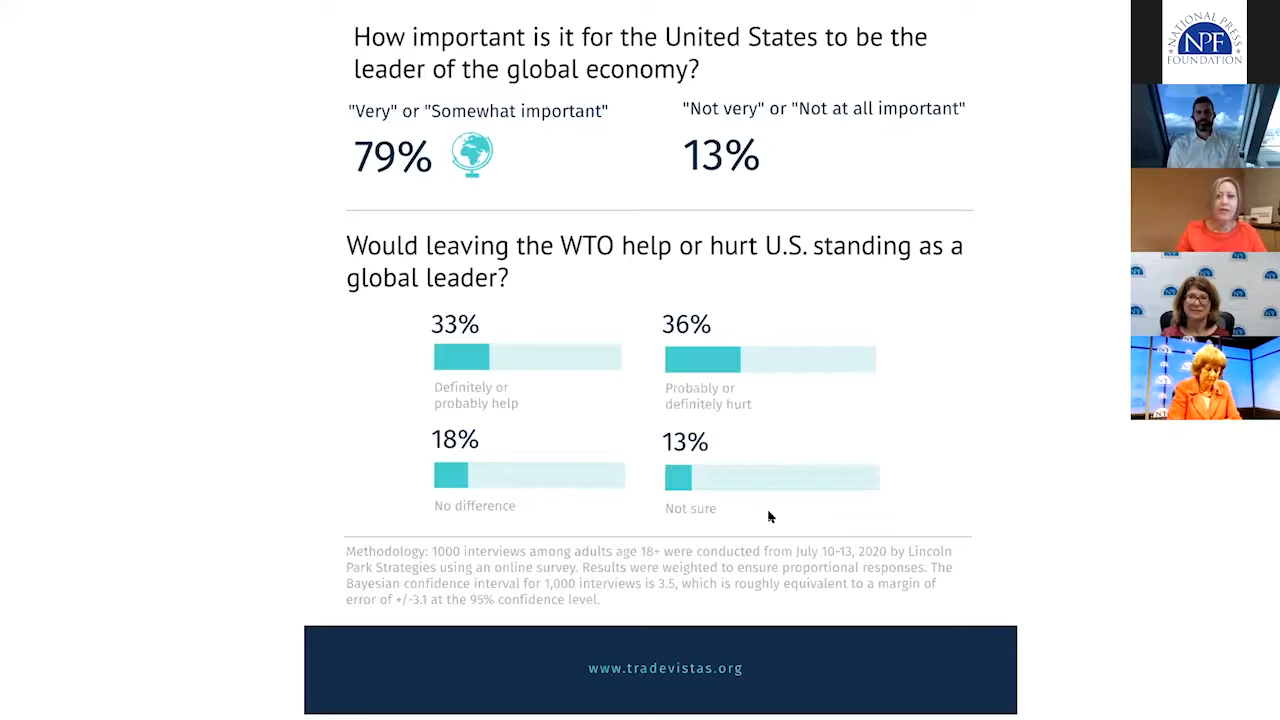 How important is it for the United States to be the
leader of the global economy?
"Very" or "Somewhat important"
"Not very" or "Not at all important"
79%
13%
Would leaving the WTO help or hurt U.S. standing as a
global leader?
33%
36%
Definitely or
probably help
Probably or
definitely hurt
18%
13%
No difference
Not sure
Methodology: 1000 interviews among adults age 18+ were conducted from July 10-13, 2020 by Lincoln
Park Strategies using an online survey. Results were weighted to ensure proportional responses. The
Bayesian confidence interval for 1,000 interviews is 3.5, which is roughly equivalent to a margin of
error of +/-3.1 at the 95% confidence level.
www.tradevistas.org
NATIONAL PRESS
NPF
FOUNDATION